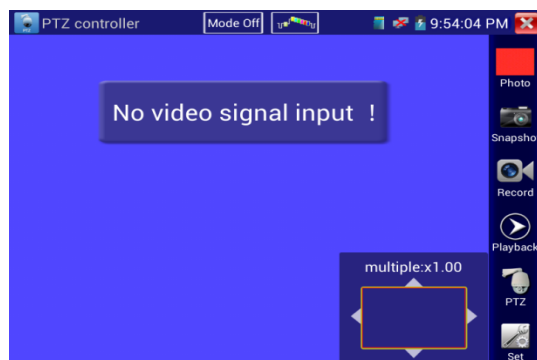 PTZ controller
Mode Off
9:54:04 PM
No video signal input !
Photo
Snapsho
Record
Playback
multiple:x1.00
PTZ
Set